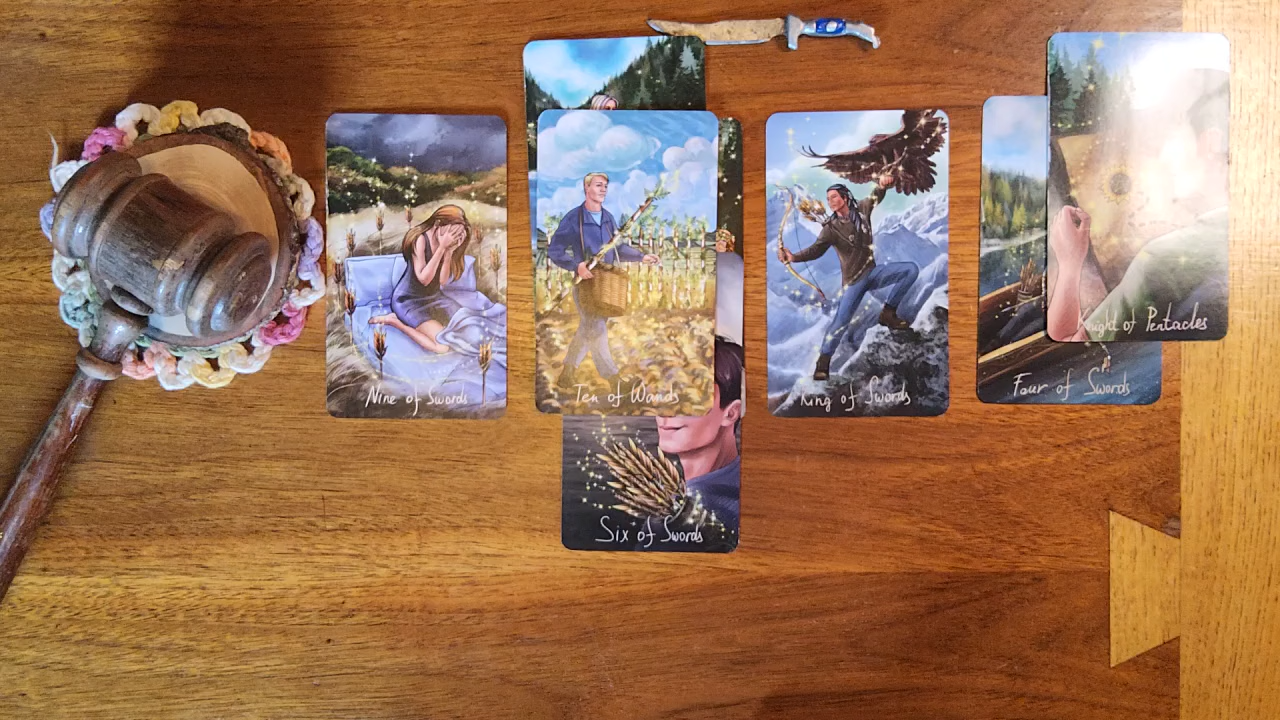 Nine of Swords
Ten of Wands
King of Swords
Four of Swords
Knight of Pentacles
Six of Swords